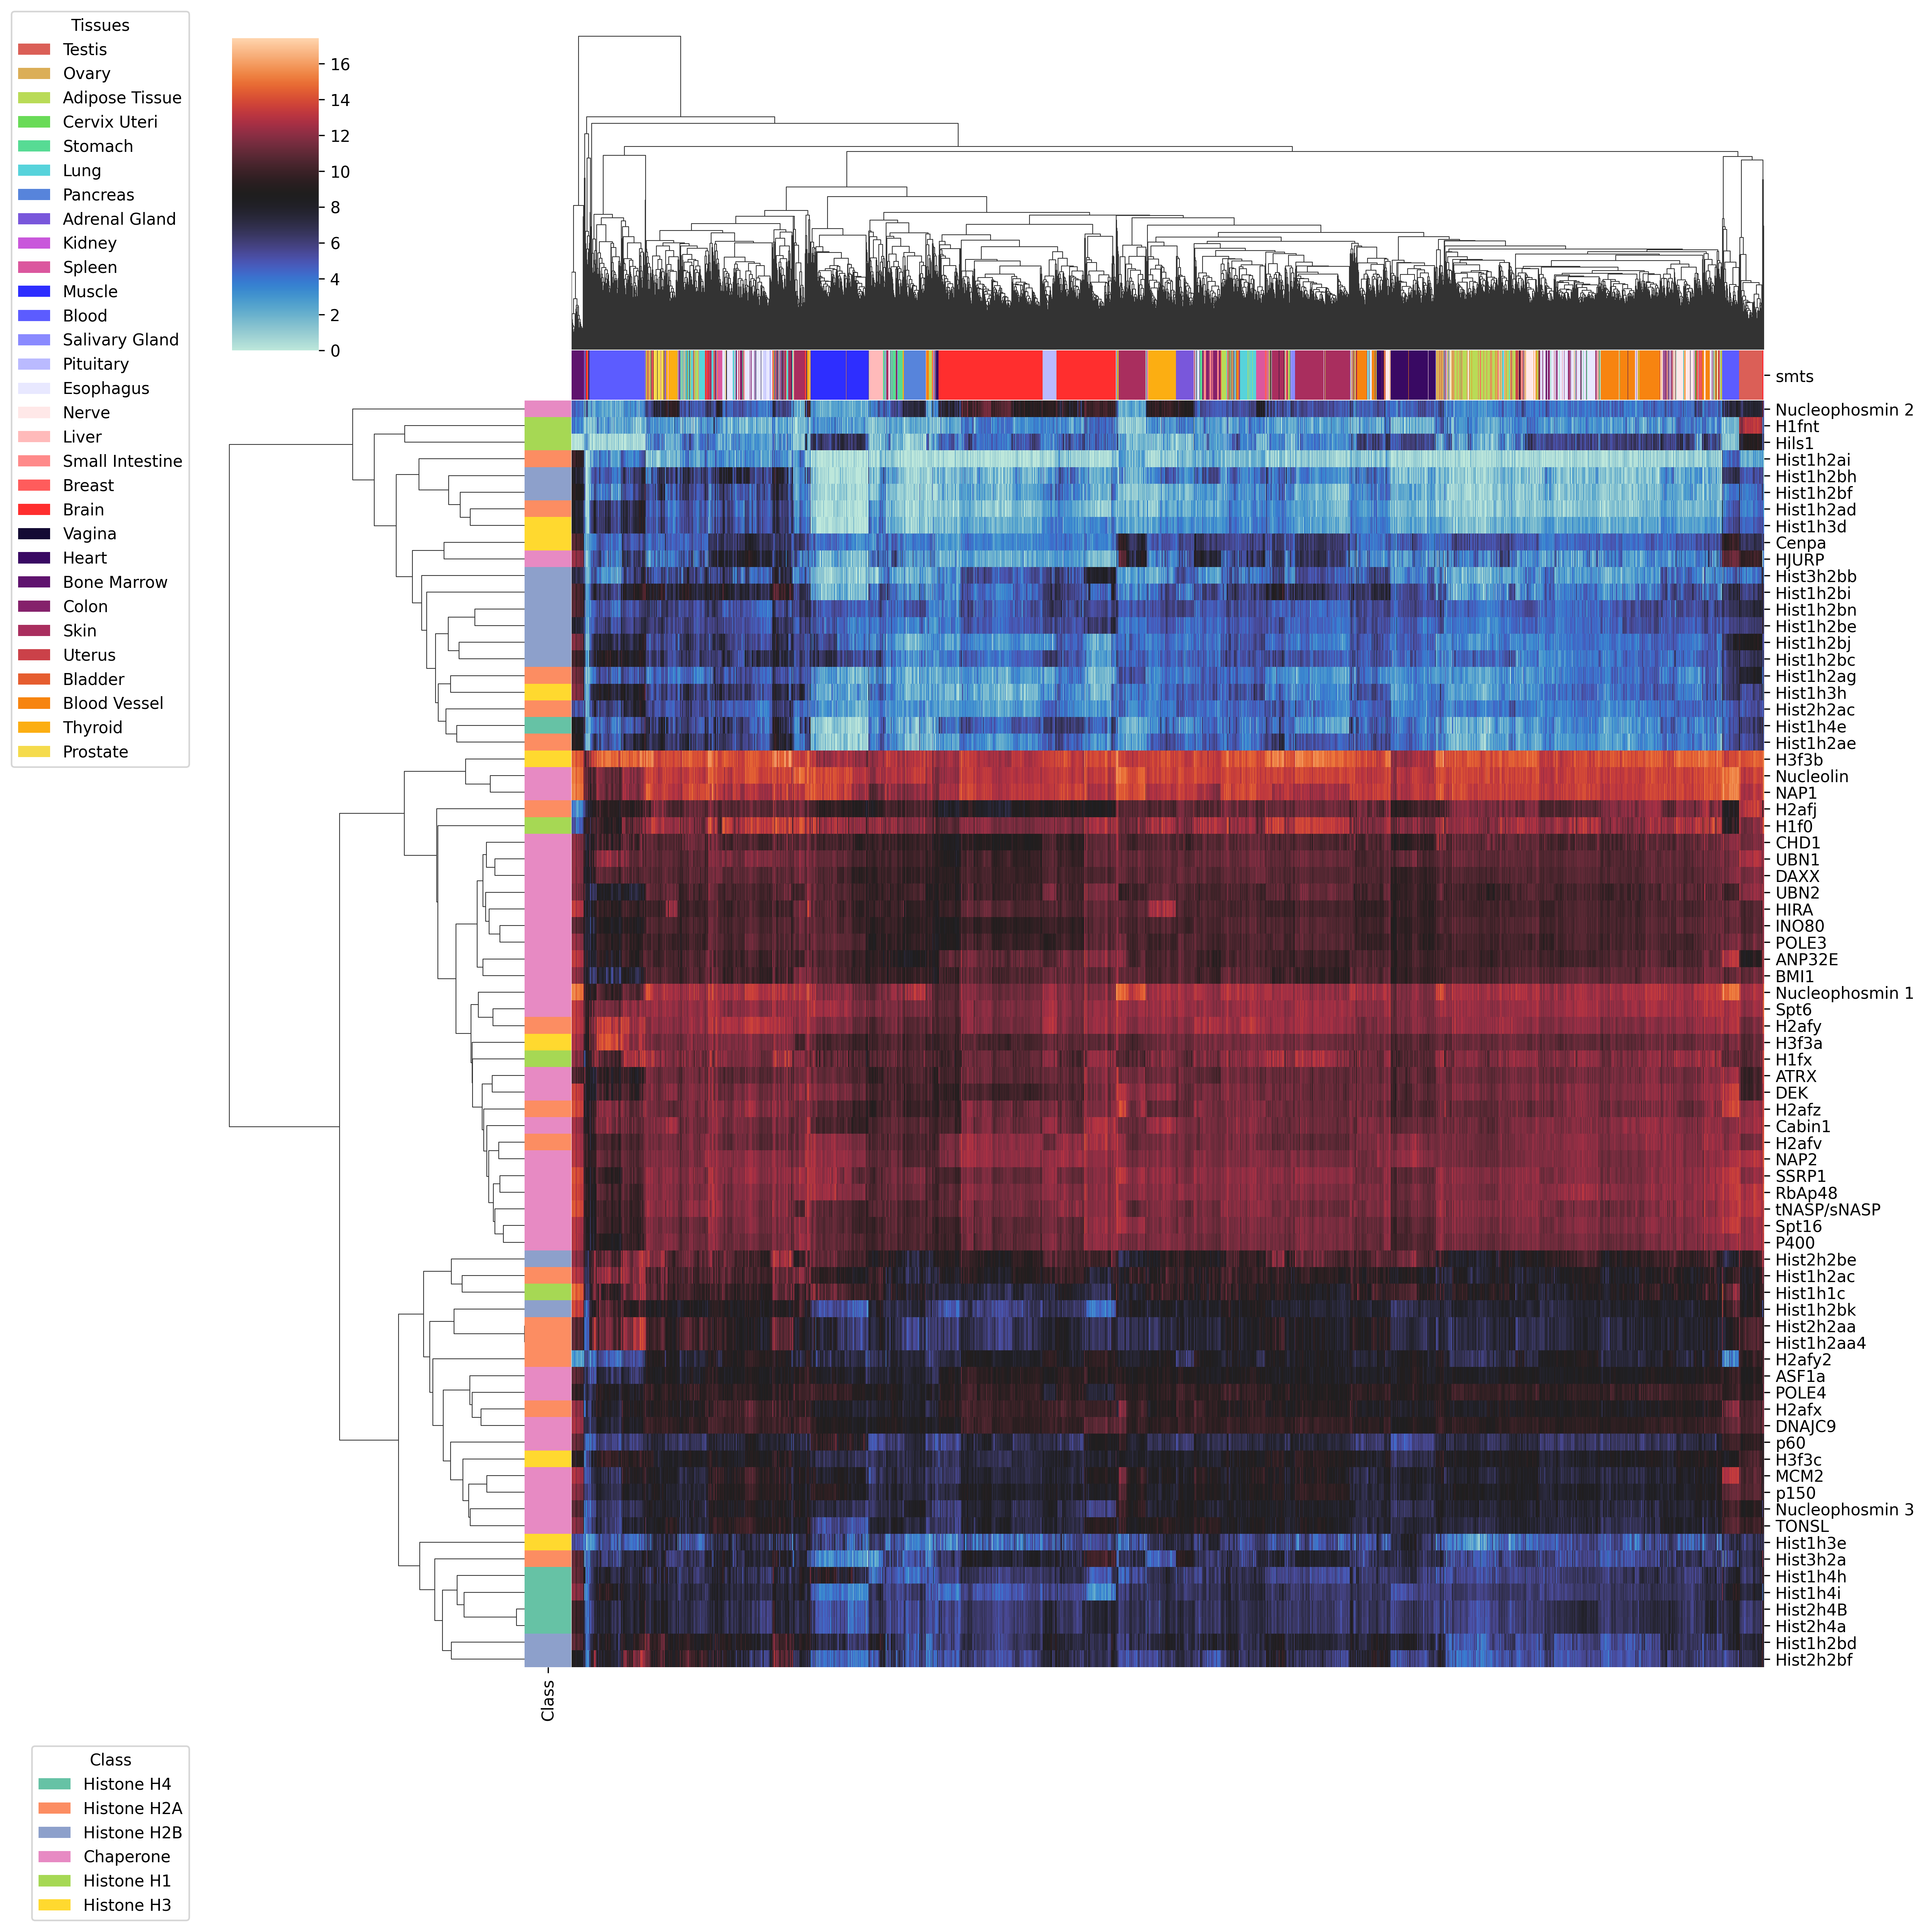 Tissues
Testis
Ovary
Adipose Tissue
Cervix Uteri
Stomach
Lung
Pancreas
Adrenal Gland
Kidney
Spleen
Muscle
Blood
Salivary Gland
Pituitary
Esophagus
Nerve
Liver
Small Intestine
Breast
Brain
Vagina
Heart
Bone Marrow
Colon
Skin
Uterus
Bladder
Blood Vessel
Thyroid
Prostate
16
14
12
10
8
6
4
2
0
smts
Nucleophosmin 2
H1fnt
Hils1
Hist1h2ai
Hist1h2bh
Hist1h2bf
Hist1h2ad
Hist1h3d
Cenpa
HJURP
Hist3h2bb
Hist1h2bi
Hist1h2bn
Hist1h2be
Hist1h2bj
Hist1h2bc
Hist1h2ag
Hist1h3h
Hist2h2ac
Hist1h4e
Hist1h2ae
H3f3b
Nucleolin
NAP1
H2afj
H1f0
CHD1
UBN1
DAXX
UBN2
HIRA
INO80
POLE3
ANP32E
BMI1
Nucleophosmin 1
Spt6
H2afy
H3f3a
H1fx
ATRX
DEK
H2afz
Cabin1
H2afv
NAP2
SSRP1
RbAp48
tNASP/sNASP
Spt16
P400
Hist2h2be
Hist1h2ac
Hist1h1c
Hist1h2bk
Hist2h2aa
Hist1h2aa4
H2afy2
ASF1a
POLE4
H2afx
DNAJC9
p60
H3f3c
MCM2
p150
Nucleophosmin 3
TONSL
Hist1h3e
Hist3h2a
Hist1h4h
Hist1h4i
Hist2h4B
Hist2h4a
Hist1h2bd
Hist2h2bf
Class
Class
Histone H4
Histone H2A
Histone H2B
Chaperone
Histone H1
Histone H3